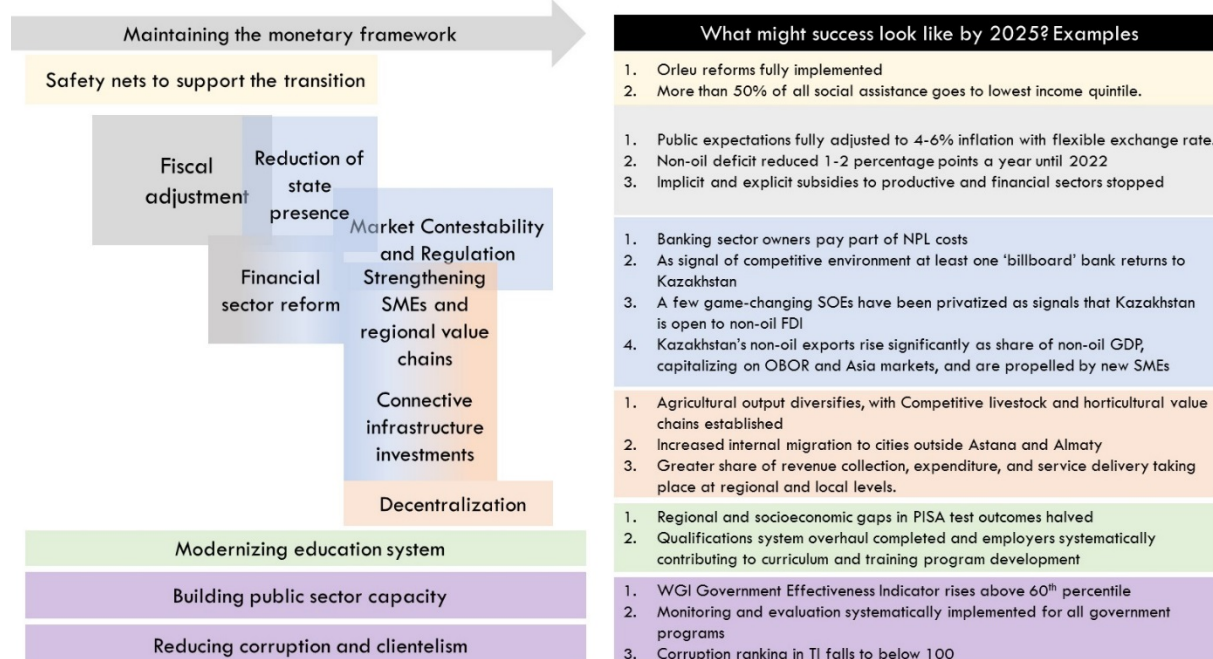 Maintaining the monetary framework
Safety nets to support the transition
Fiscal
adjustment
Reduction of
state
presence
Market Contestability
and Regulation
Financial
sector reform
Strengthening
SMEs and
regional value
chains
Connective
infrastructure
investments
Decentralization
Modernizing education system
Building public sector capacity
Reducing corruption and clientelism
What might success look like by 2025? Examples
1. Orleu reforms fully implemented
2. More than 50% of all social assistance goes to lowest income quintile.
1. Public expectations fully adjusted to 4-6% inflation with flexible exchange rate.
2. Non-oil deficit reduced 1-2 percentage points a year until 2022
3. Implicit and explicit subsidies to productive and financial sectors stopped
1. Banking sector owners pay part of NPL costs
2. As signal of competitive environment at least one ‘billboard’ bank returns to
Kazakhstan
3. A few game-changing SOEs have been privatized as signals that Kazakhstan
is open to non-oil FDI
4. Kazakhstan’s non-oil exports rise significantly as share of non-oil GDP,
capitalizing on OBOR and Asia markets, and are propelled by new SMEs
1. Agricultural output diversifies, with Competitive livestock and horticultural value
chains established
2. Increased internal migration to cities outside Astana and Almaty
3. Greater share of revenue collection, expenditure, and service delivery taking
place at regional and local levels.
1. Regional and socioeconomic gaps in PISA test outcomes halved
2. Qualifications system overhaul completed and employers systematically
contributing to curriculum and training program development
1. WGI Government Effectiveness Indicator rises above 60th percentile
2. Monitoring and evaluation systematically implemented for all government
programs
3. Corruption ranking in TI falls to below 100